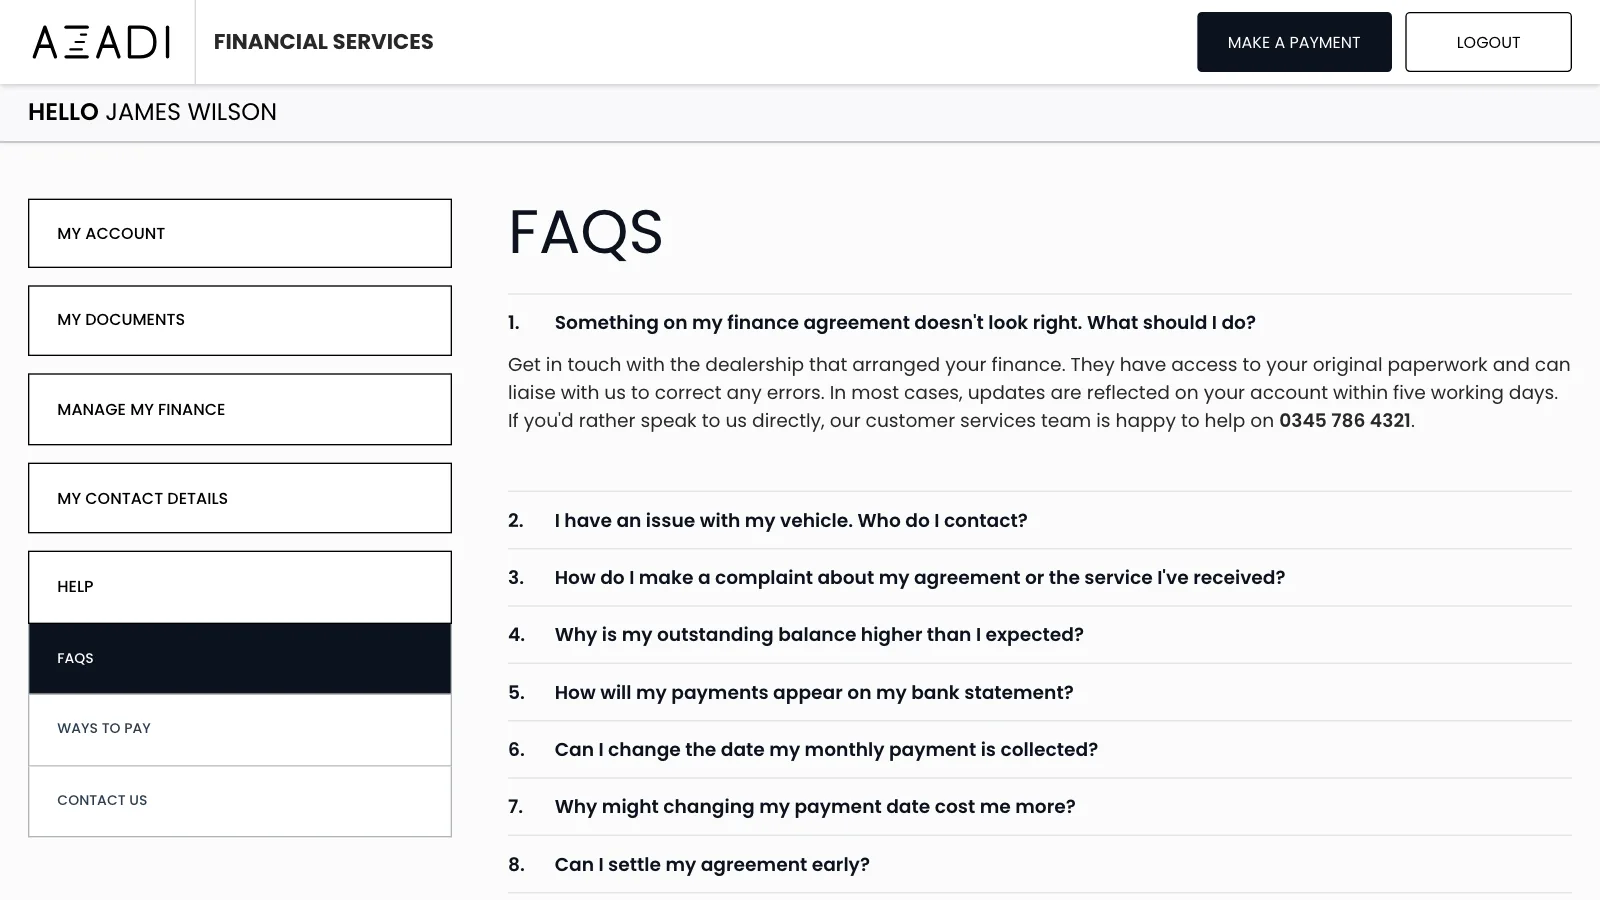 AZADI
FINANCIAL SERVICES
MAKE A PAYMENT
LOGOUT
HELLO JAMES WILSON
MY ACCOUNT
MY DOCUMENTS
MANAGE MY FINANCE
MY CONTACT DETAILS
HELP
FAQS
WAYS TO PAY
CONTACT US
FAQS
1. Something on my finance agreement doesn't look right. What should I do?
Get in touch with the dealership that arranged your finance. They have access to your original paperwork and can
liaise with us to correct any errors. In most cases, updates are reflected on your account within five working days.
If you'd rather speak to us directly, our customer services team is happy to help on 0345 786 4321.
2. I have an issue with my vehicle. Who do I contact?
3. How do I make a complaint about my agreement or the service I've received?
4. Why is my outstanding balance higher than I expected?
5. How will my payments appear on my bank statement?
6. Can I change the date my monthly payment is collected?
7. Why might changing my payment date cost me more?
8. Can I settle my agreement early?